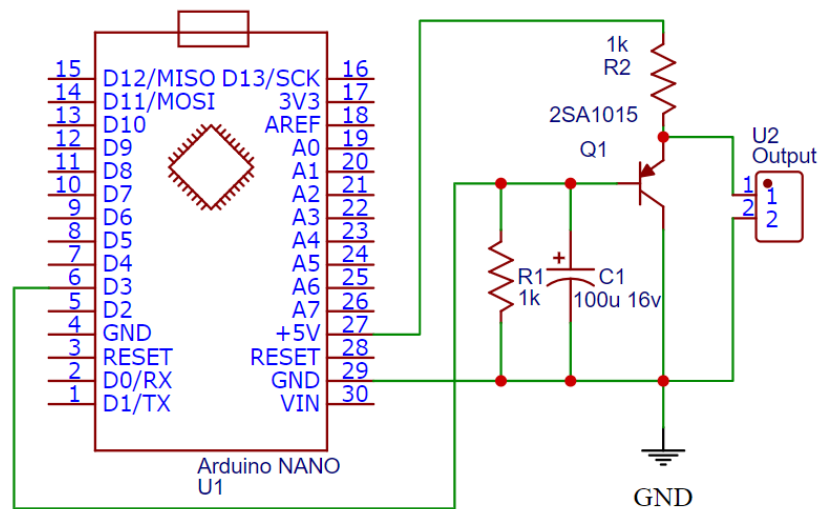 15 D12/MISO D13/SCK 16
14 D11/MOSI 3V3 17
13 D10 AREF 18
12 D9 A0 19
11 D8 A1 20
10 D7 A2 21
9 D6 A3 22
8 D5 A4 23
7 D4 A5 24
6 D3 A6 25
5 D2 A7 26
4 GND +5V 27
3 RESET RESET 28
2 D0/RX GND 29
1 D1/TX VIN 30
Arduino NANO
U1
1k
R2
2SA1015
Q1
U2
Output
1 1
2 2
R1
1k
+
C1
100u 16v
GND